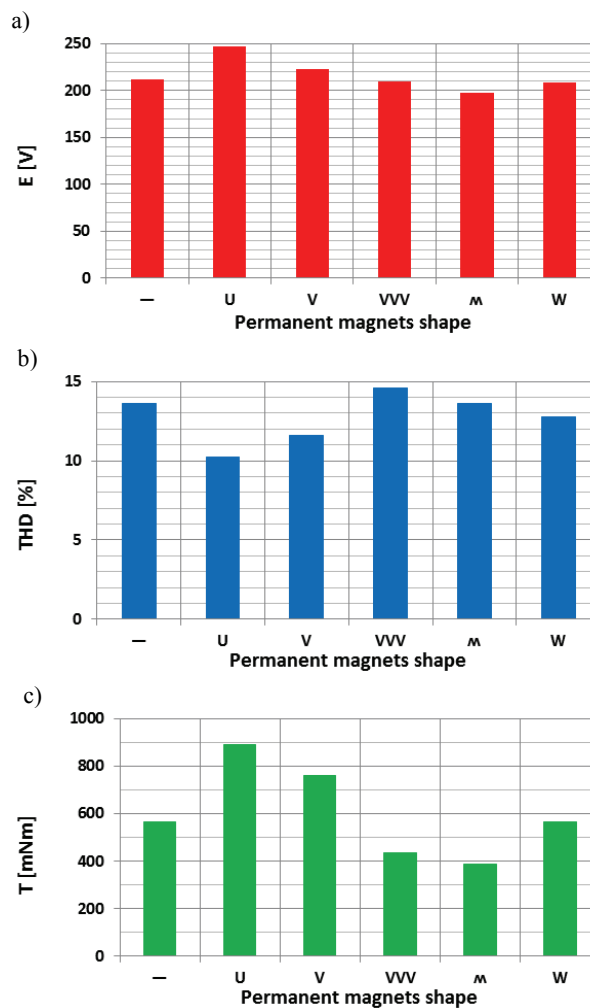 a)
E [V]
250
200
150
100
50
0
— U V VVV ʍ W
Permanent magnets shape
b)
THD [%]
15
10
5
0
— U V VVV ʍ W
Permanent magnets shape
c)
T [mNm]
1000
800
600
400
200
0
— U V VVV ʍ W
Permanent magnets shape